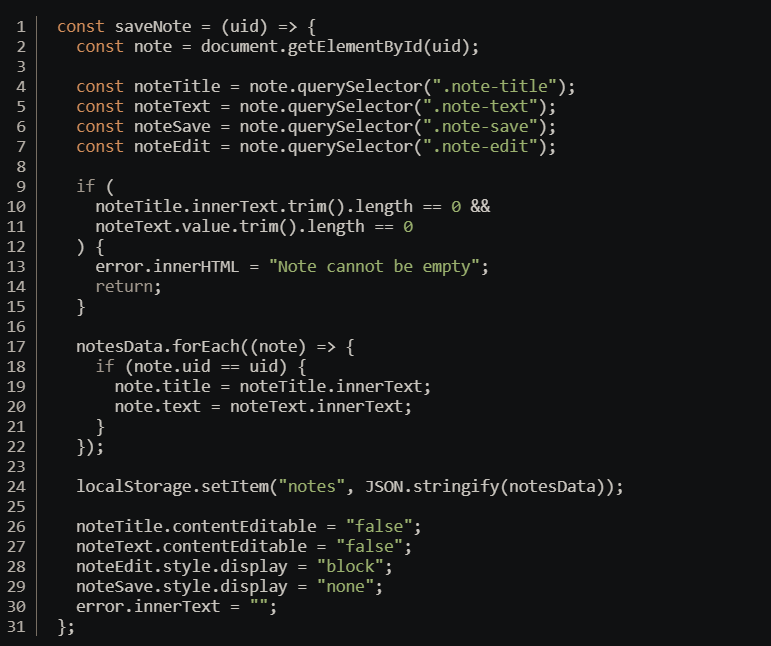 1 const saveNote = (uid) => {
2   const note = document.getElementById(uid);
3
4   const noteTitle = note.querySelector(".note-title");
5   const noteText = note.querySelector(".note-text");
6   const noteSave = note.querySelector(".note-save");
7   const noteEdit = note.querySelector(".note-edit");
8
9   if (
10     noteTitle.innerText.trim().length == 0 &&
11     noteText.value.trim().length == 0
12   ) {
13     error.innerHTML = "Note cannot be empty";
14     return;
15   }
16
17   notesData.forEach((note) => {
18     if (note.uid == uid) {
19       note.title = noteTitle.innerText;
20       note.text = noteText.innerText;
21     }
22   });
23
24   localStorage.setItem("notes", JSON.stringify(notesData));
25
26   noteTitle.contentEditable = "false";
27   noteText.contentEditable = "false";
28   noteEdit.style.display = "block";
29   noteSave.style.display = "none";
30   error.innerText = "";
31 };